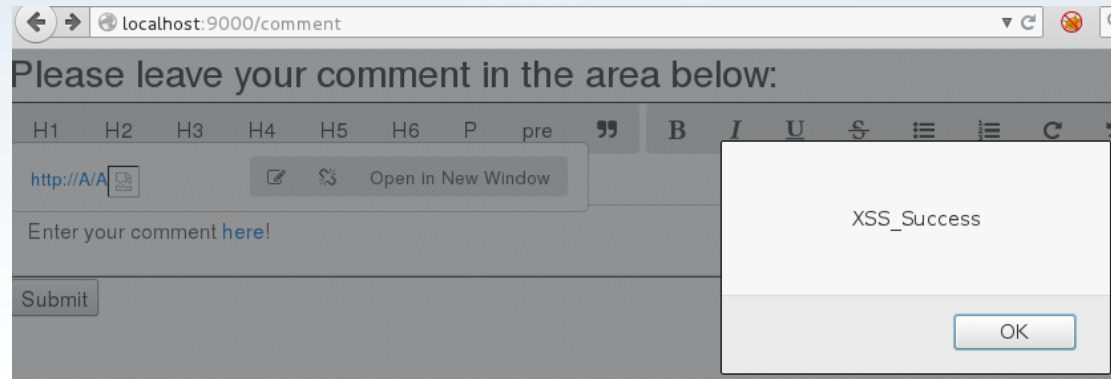 localhost:9000/comment
Please leave your comment in the area below:
H1 H2 H3 H4 H5 H6 P pre ❞ B I U S
http://A/A Open in New Window
XSS_Success
Enter your comment here!
Submit
OK